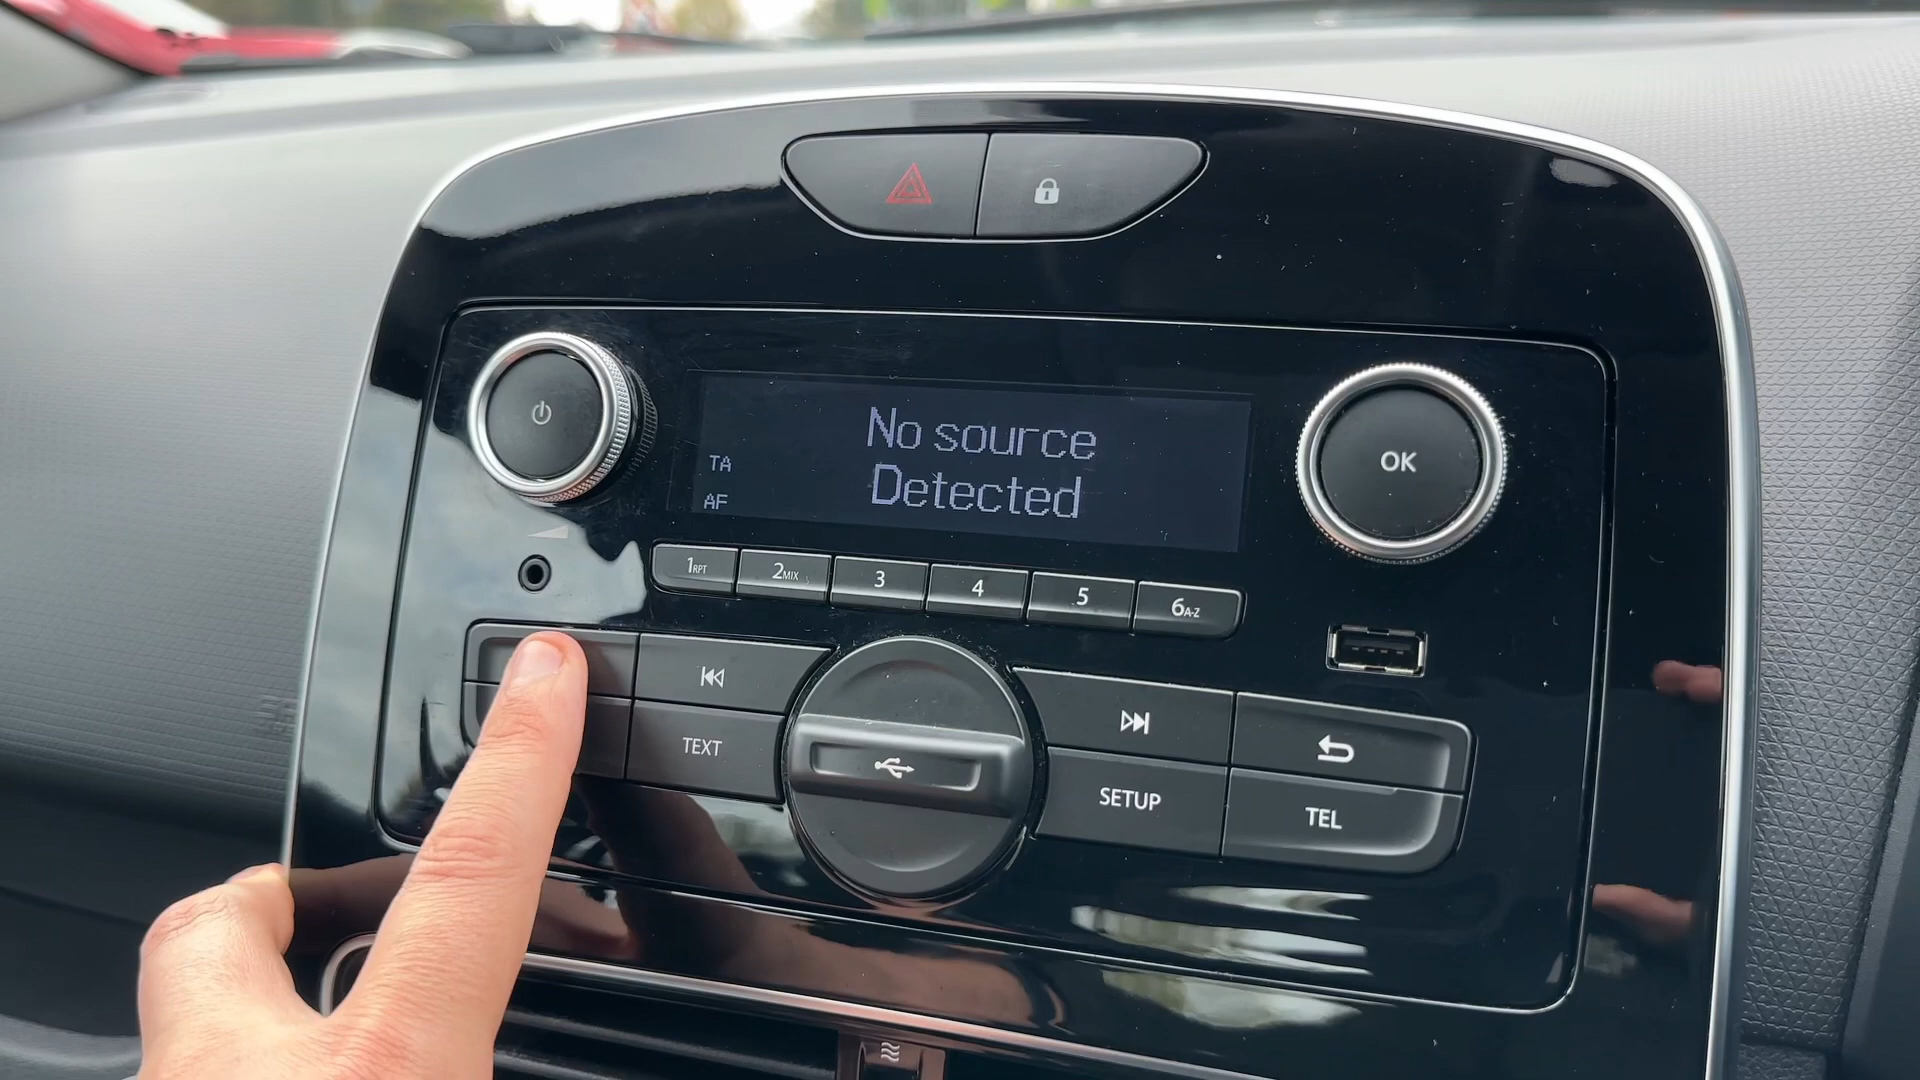 No source
TA
Detected
AF
OK
1RPT 2MIX 3 4 5 6A-Z
TEXT
SETUP
TEL